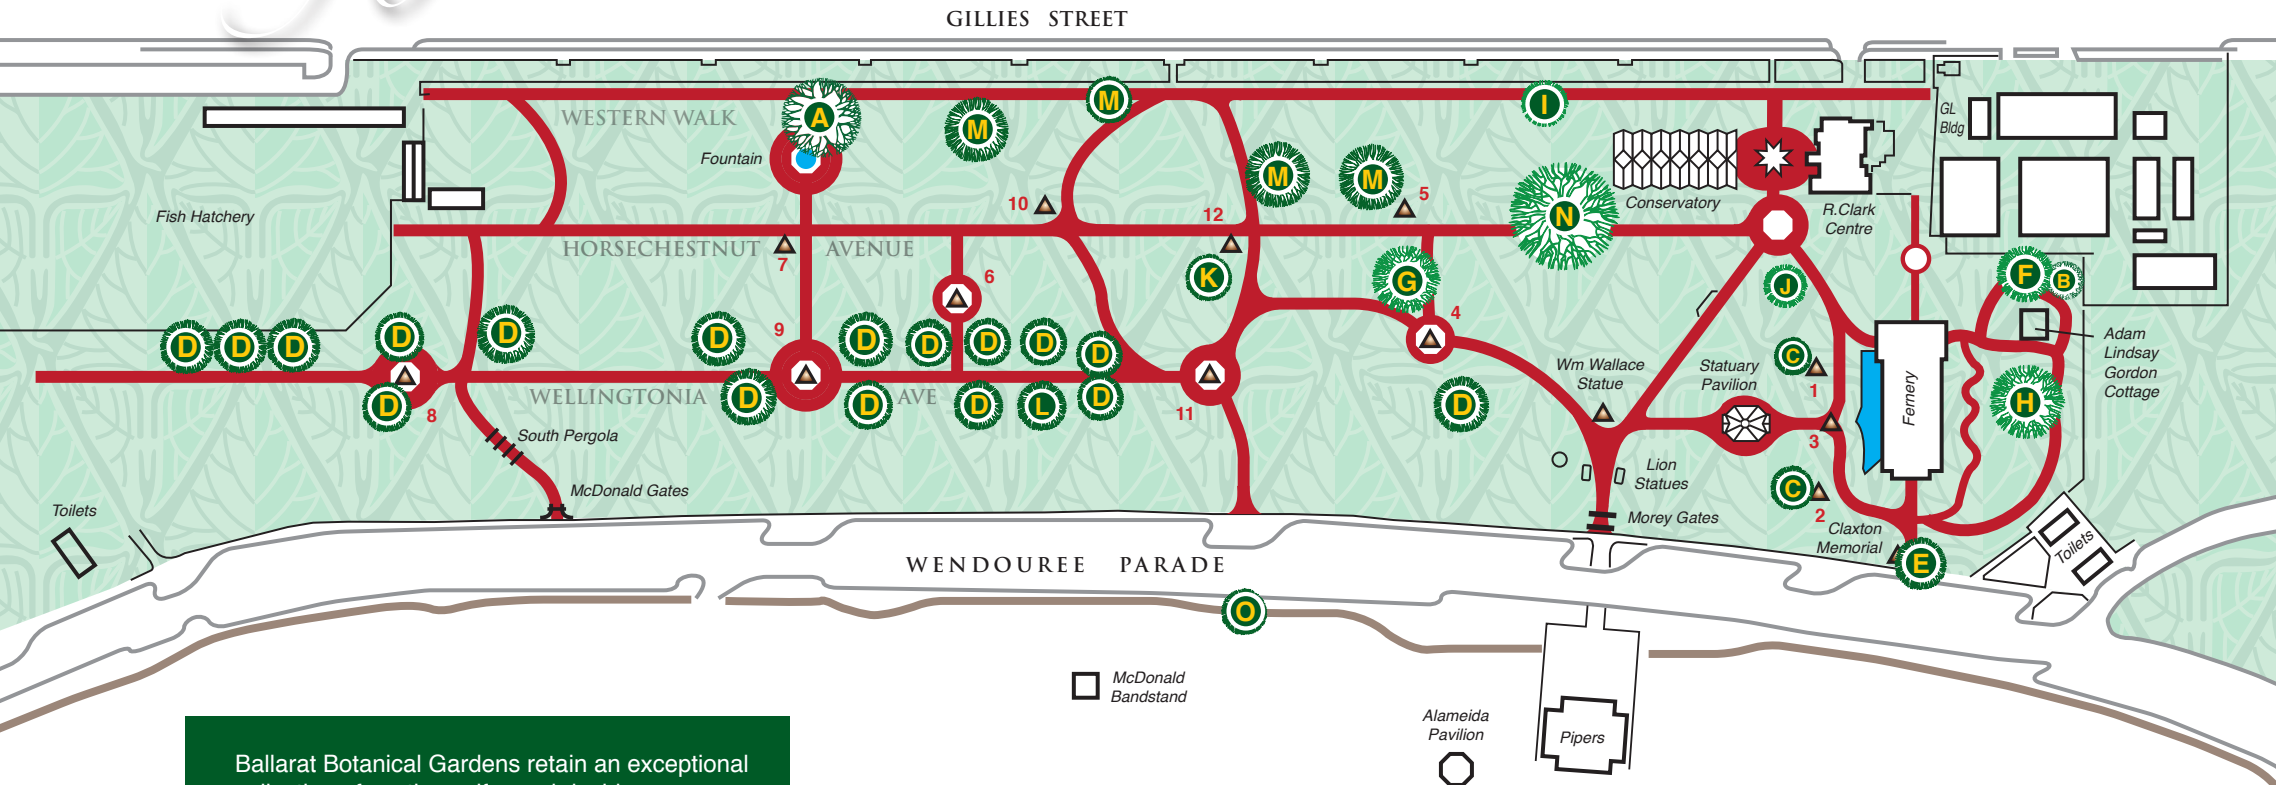 GILLIES STREET
A
M
M
I
WESTERN WALK
Fountain
GL
Bldg
M
M
5
N
Conservatory
R.Clark
Centre
10
12
Fish Hatchery
HORSECHESTNUT AVENUE
7
6
K
G
J
F
B
4
D
D
D
D
D
D
9
D
D
D
D
D
Adam
Lindsay
Gordon
Cottage
Wm Wallace
Statue
Statuary
Pavilion
C
1
Fernery
H
D
8
WELLINGTONIA AVE
D
D
D
L
D
11
D
3
South Pergola
Lion
Statues
C
2
McDonald Gates
Morey Gates
Claxton
Memorial
E
Toilets
Toilets
WENDOUREE PARADE
O
McDonald
Bandstand
Alameida
Pavilion
Pipers
Ballarat Botanical Gardens retain an exceptional